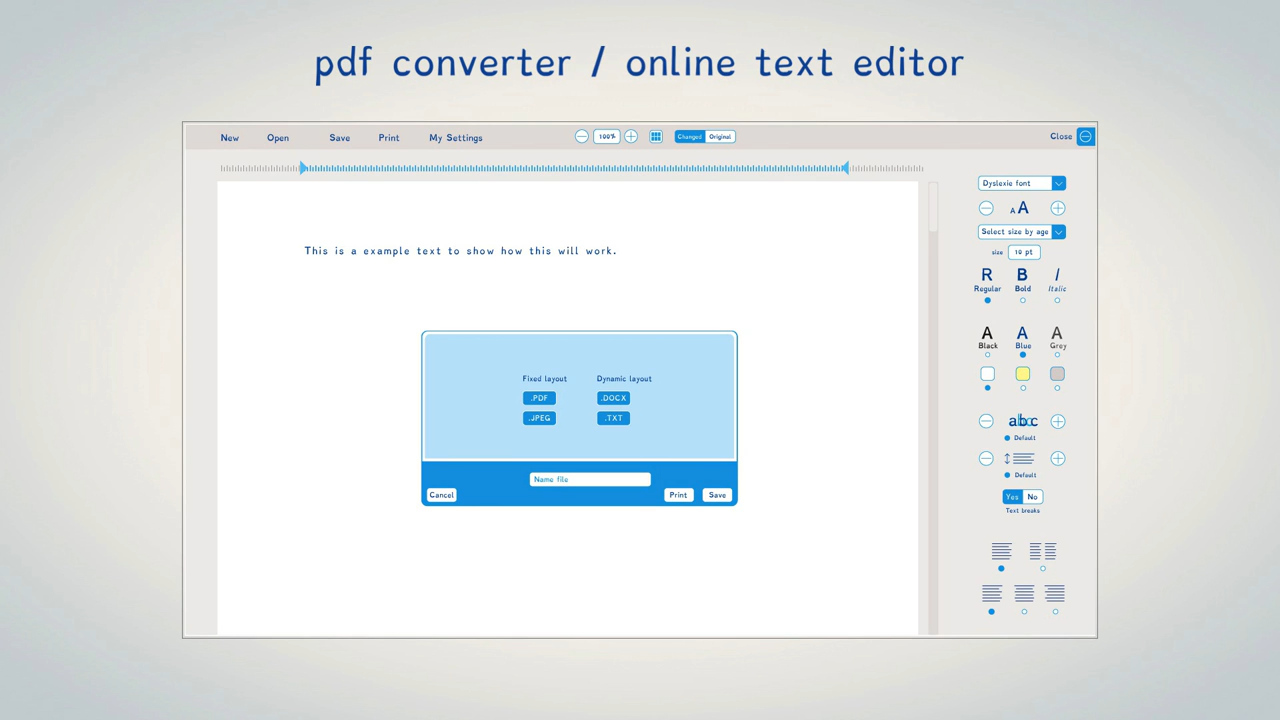 pdf converter / online text editor
New Open Save Print My Settings 100% Changed Original Close
Dyslexie font
A A
Select size by age
This is a example text to show how this will work.
size 10 pt
R B I
Regular Bold Italic
A A A
Black Blue Grey
Fixed layout Dynamic layout
.PDF .DOCX
.JPEG .TXT
abc
Default
Default
Name file
Cancel Print Save
Yes No
Text breaks